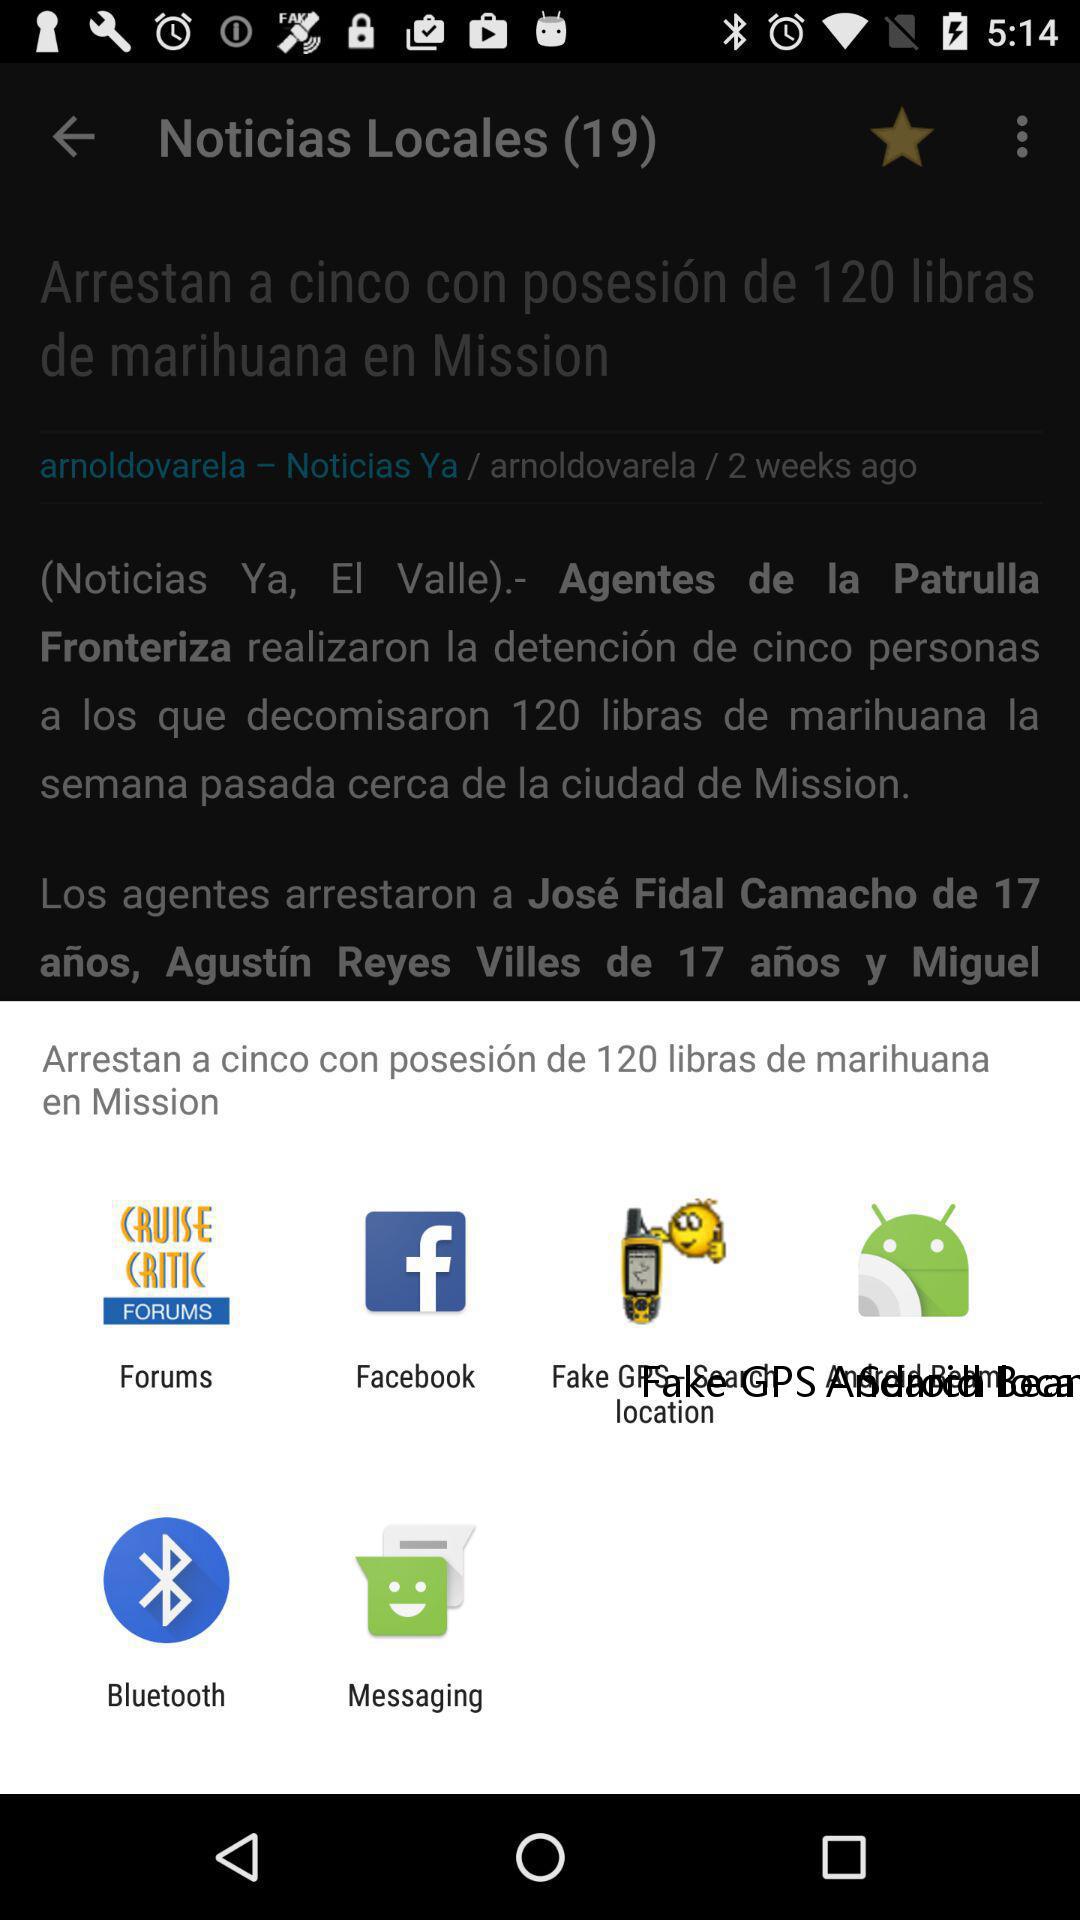 FAKE
5:14
Noticias Locales (19)
Arrestan a cinco con posesión de 120 libras
de marihuana en Mission
arnoldovarela – Noticias Ya / arnoldovarela / 2 weeks ago
(Noticias Ya, El Valle).- Agentes de la Patrulla
Fronteriza realizaron la detención de cinco personas
a los que decomisaron 120 libras de marihuana la
semana pasada cerca de la ciudad de Mission.
Los agentes arrestaron a José Fidal Camacho de 17
años, Agustín Reyes Villes de 17 años y Miguel
Arrestan a cinco con posesión de 120 libras de marihuana
en Mission
CRUISE
CRITIC
FORUMS
Forums
Facebook
Fake GPS - Search
location
Android Beam
Fake GPS
Bluetooth
Messaging